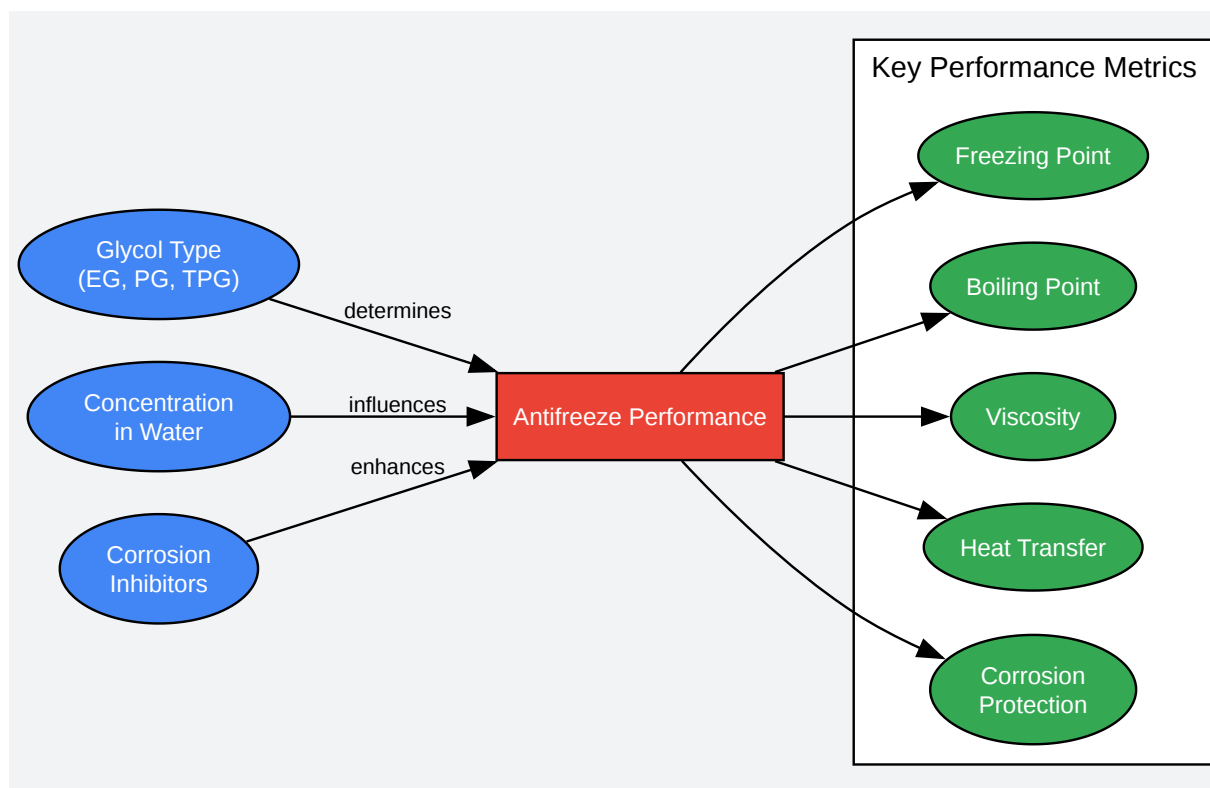 Key Performance Metrics
Freezing Point
Glycol Type
(EG, PG, TPG)
Boiling Point
determines
Concentration
in Water
influences
Antifreeze Performance
Viscosity
enhances
Corrosion
Inhibitors
Heat Transfer
Corrosion
Protection